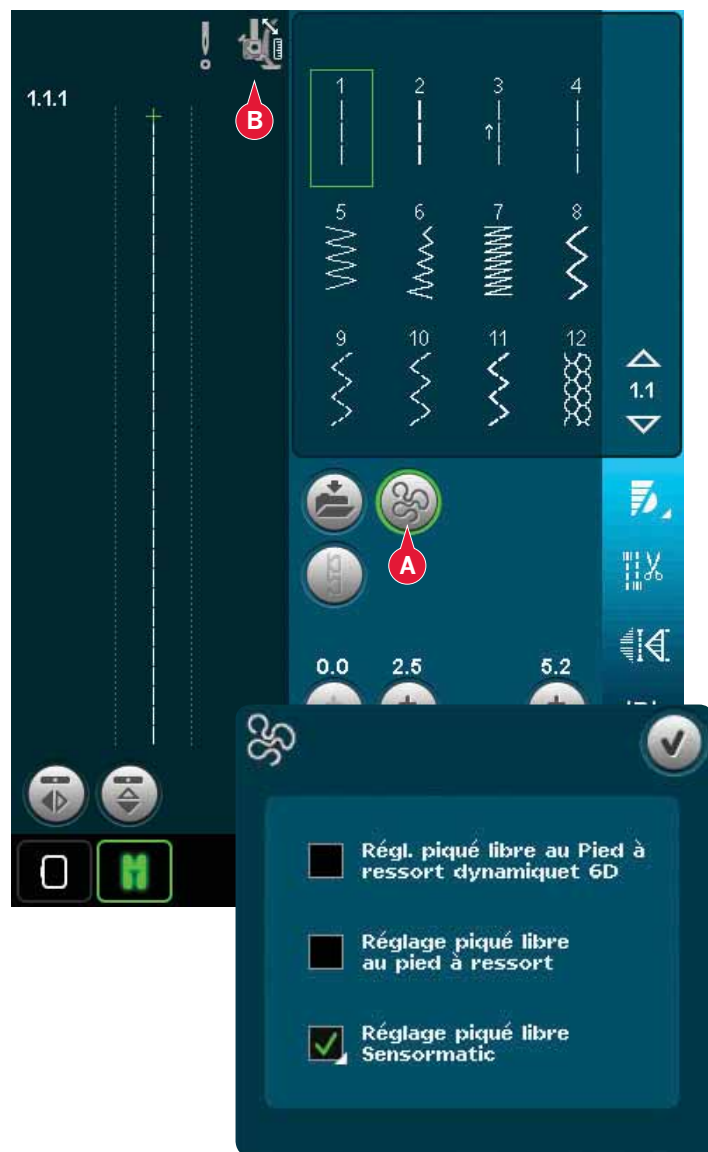 B
1.1.1
1 2 3 4
5 6 7 8
9 10 11 12
1.1
A
0.0 2.5 5.2
Régl. piqué libre au Pied à
ressort dynamiquet 6D
Réglage piqué libre
au pied à ressort
Réglage piqué libre
Sensormatic